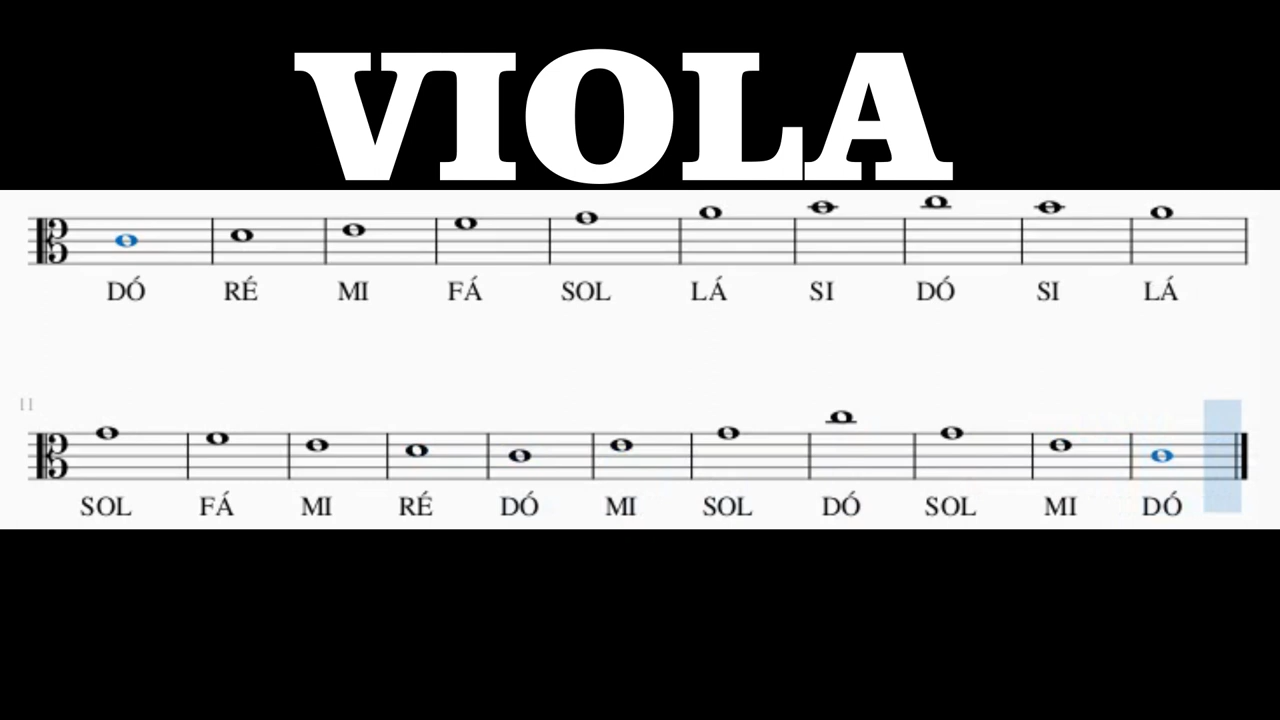 VIOLA
DÓ RÉ MI FÁ SOL LÁ SI DÓ SI LÁ
11
SOL FÁ MI RÉ DÓ MI SOL DÓ SOL MI DÓ